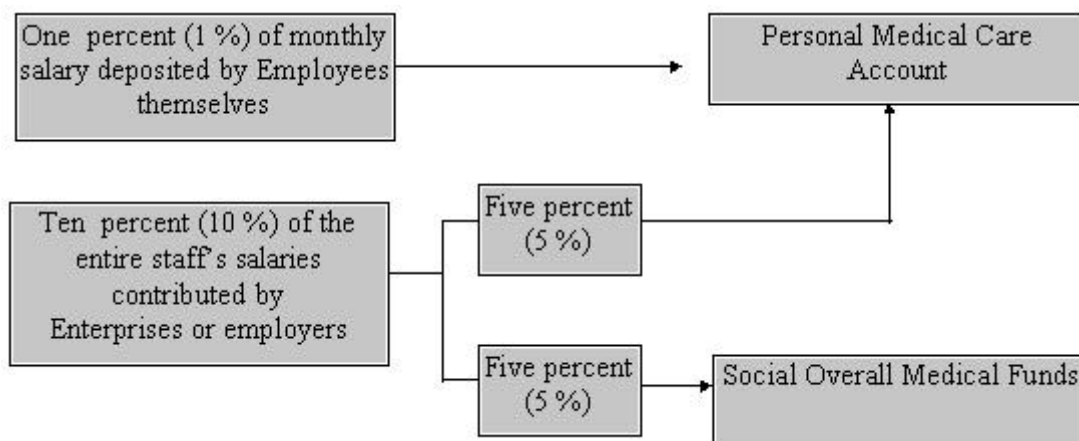 One percent (1 %) of monthly
salary deposited by Employees
themselves
Personal Medical Care
Account
Ten percent (10 %) of the
entire staff's salaries
contributed by
Enterprises or employers
Five percent
(5 %)
Five percent
(5 %)
Social Overall Medical Funds